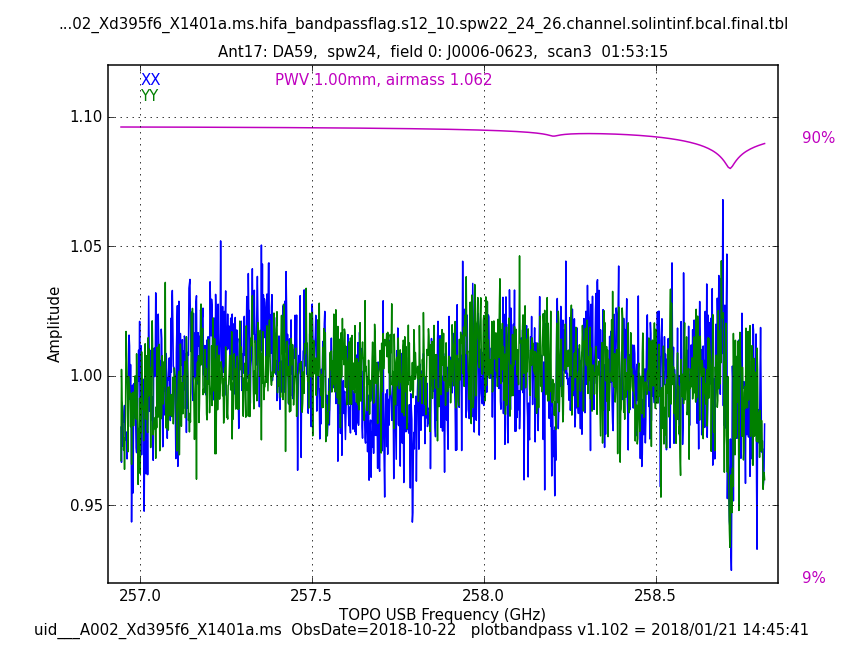 ...02_Xd395f6_X1401a.ms.hifa_bandpassflag.s12_10.spw22_24_26.channel.solintinf.bcal.final.tbl
Ant17: DA59,  spw24,  field 0: J0006-0623,  scan3  01:53:15
XX
PWV 1.00mm, airmass 1.062
YY
1.10
90%
1.05
Amplitude
1.00
0.95
9%
257.0
257.5
258.0
258.5
TOPO USB Frequency (GHz)
uid___A002_Xd395f6_X1401a.ms  ObsDate=2018-10-22   plotbandpass v1.102 = 2018/01/21 14:45:41